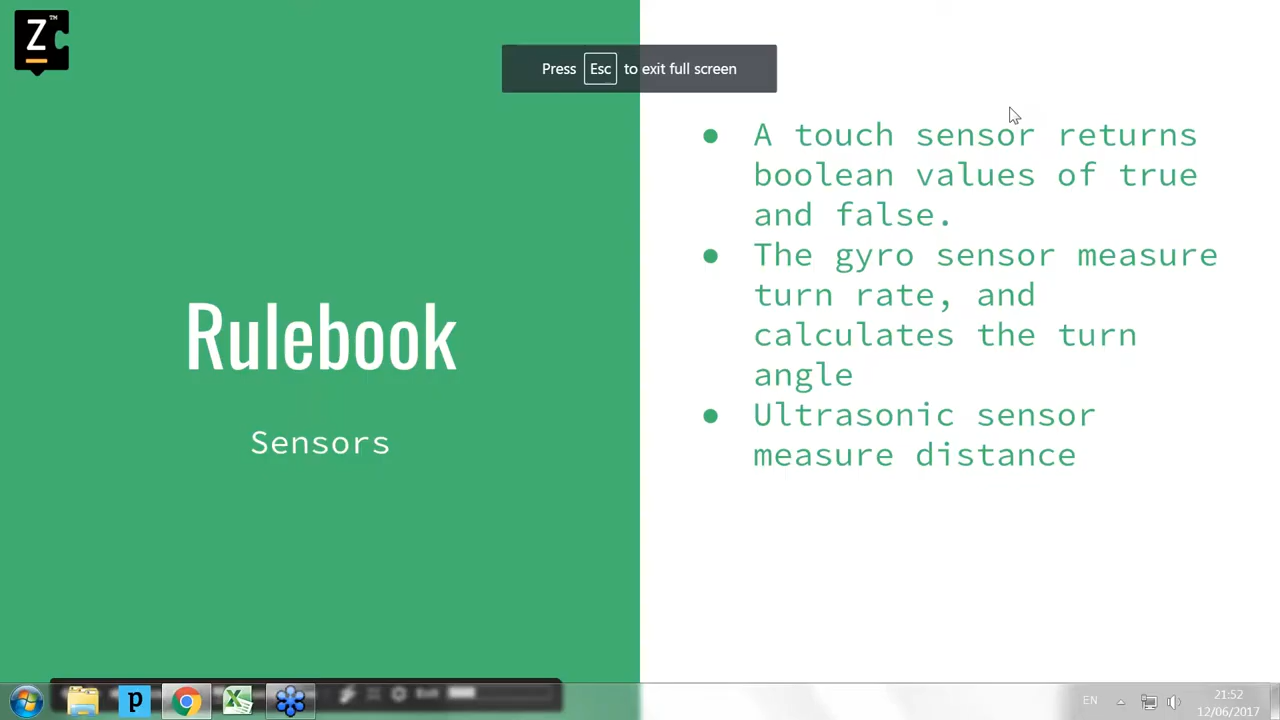 Z™
c
Press Esc to exit full screen
Rulebook
Sensors
● A touch sensor returns
boolean values of true
and false.
● The gyro sensor measure
turn rate, and
calculates the turn
angle
● Ultrasonic sensor
measure distance
p
Exit
EN
21:52
12/06/2017